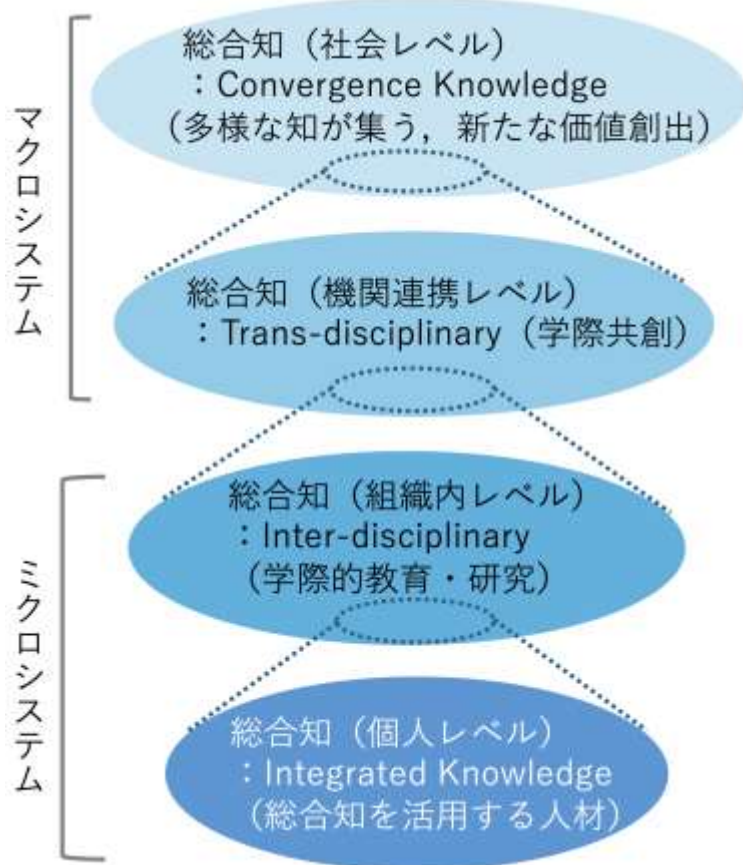 マクロシステム
総合知（社会レベル）
：Convergence Knowledge
（多様な知が集う，新たな価値創出）
総合知（機関連携レベル）
：Trans-disciplinary（学際共創）
ミクロシステム
総合知（組織内レベル）
：Inter-disciplinary
（学際的教育・研究）
総合知（個人レベル）
：Integrated Knowledge
（総合知を活用する人材）